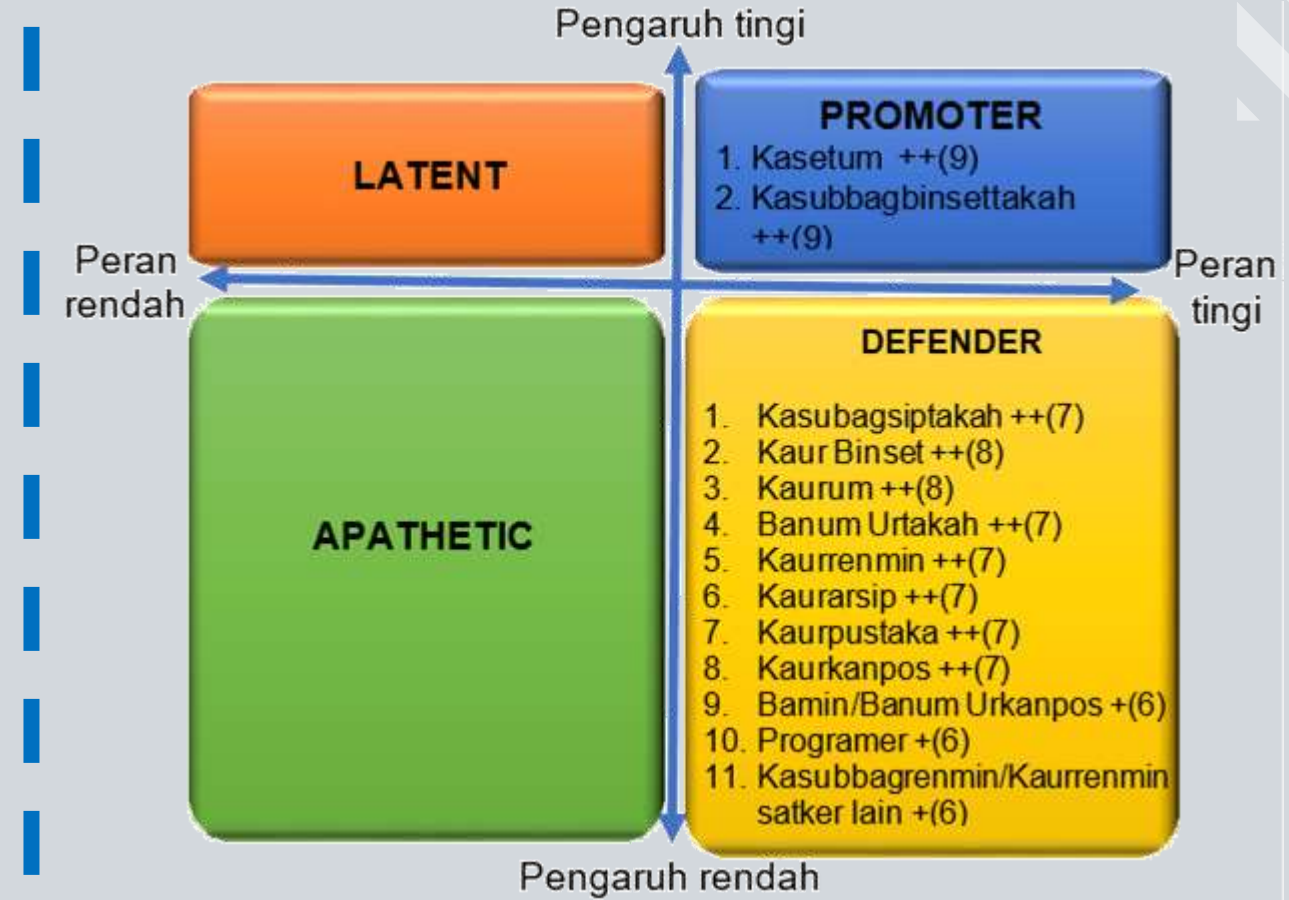 Pengaruh tingi
LATENT
PROMOTER
1. Kasetum ++(9)
2. Kasubbagbinsettakah
++(9)
Peran
rendah
Peran
tingi
APATHETIC
DEFENDER
1. Kasubagsiptakah ++(7)
2. Kaur Binset ++(8)
3. Kaurum ++(8)
4. Banum Urtakah ++(7)
5. Kaurrenmin ++(7)
6. Kaurarsip ++(7)
7. Kaurpustaka ++(7)
8. Kaurkanpos ++(7)
9. Bamin/Banum Urkanpos +(6)
10. Programer +(6)
11. Kasubbagrenmin/Kaurrenmin
satker lain +(6)
Pengaruh rendah